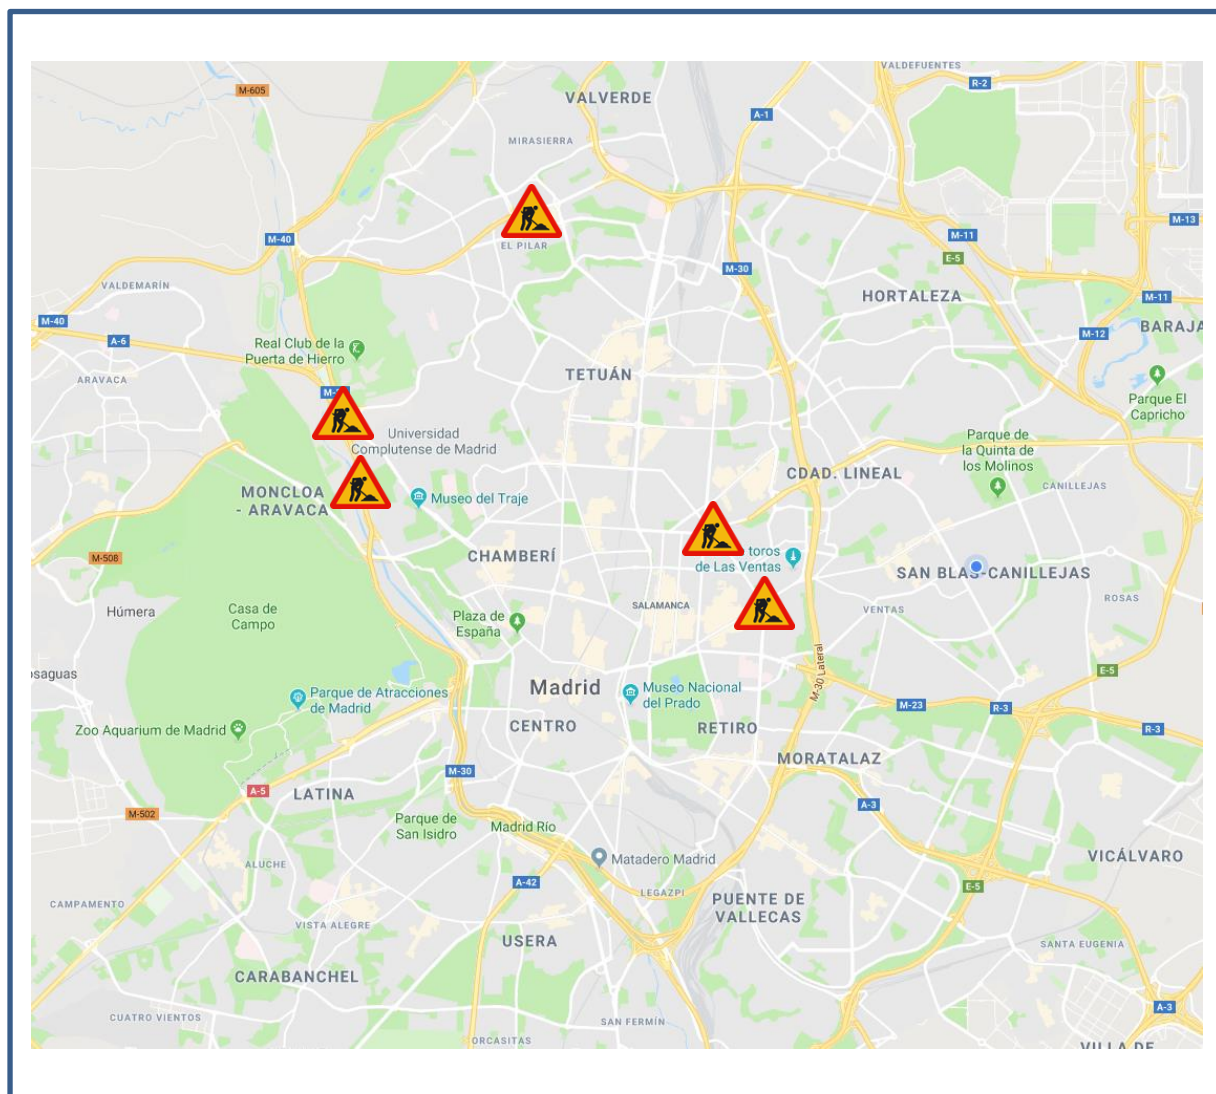 VALDEFUENTES
R-2
M-605
VALVERDE
A-1
MIRASIERRA
M-13
M-40
EL PILAR
M-11
E-5
M-30
VALDEMARÍN
HORTALEZA
M-11
M-40
BARAJA
A-6
M-12
Real Club de la
Puerta de Hierro
TETUÁN
ARAVACA
Parque El
Capricho
Universidad
Complutense de Madrid
Parque de
la Quinta de
los Molinos
CDAD. LINEAL
CANILLEJAS
MONCLOA
- ARAVACA
Museo del Traje
M-508
CHAMBERÍ
toros
de Las Ventas
SAN BLAS-CANILLEJAS
ROSAS
Húmera
Casa de
Campo
Plaza de
España
SALAMANCA
VENTAS
osaguas
E-5
Madrid
Museo Nacional
del Prado
M-30 Lateral
Parque de Atracciones
de Madrid
M-23
R-3
Zoo Aquarium de Madrid
CENTRO
RETIRO
R-3
MORATALAZ
M-30
A-5
LATINA
M-502
A-3
Parque de
San Isidro
Madrid Río
Matadero Madrid
VICÁLVARO
ALUCHE
A-42
LEGAZPI
E-5
PUENTE DE
VALLECAS
CAMPAMENTO
VISTA ALEGRE
USERA
SANTA EUGENIA
CARABANCHEL
A-3
CUATRO VIENTOS
SAN FERMÍN
ORCASITAS